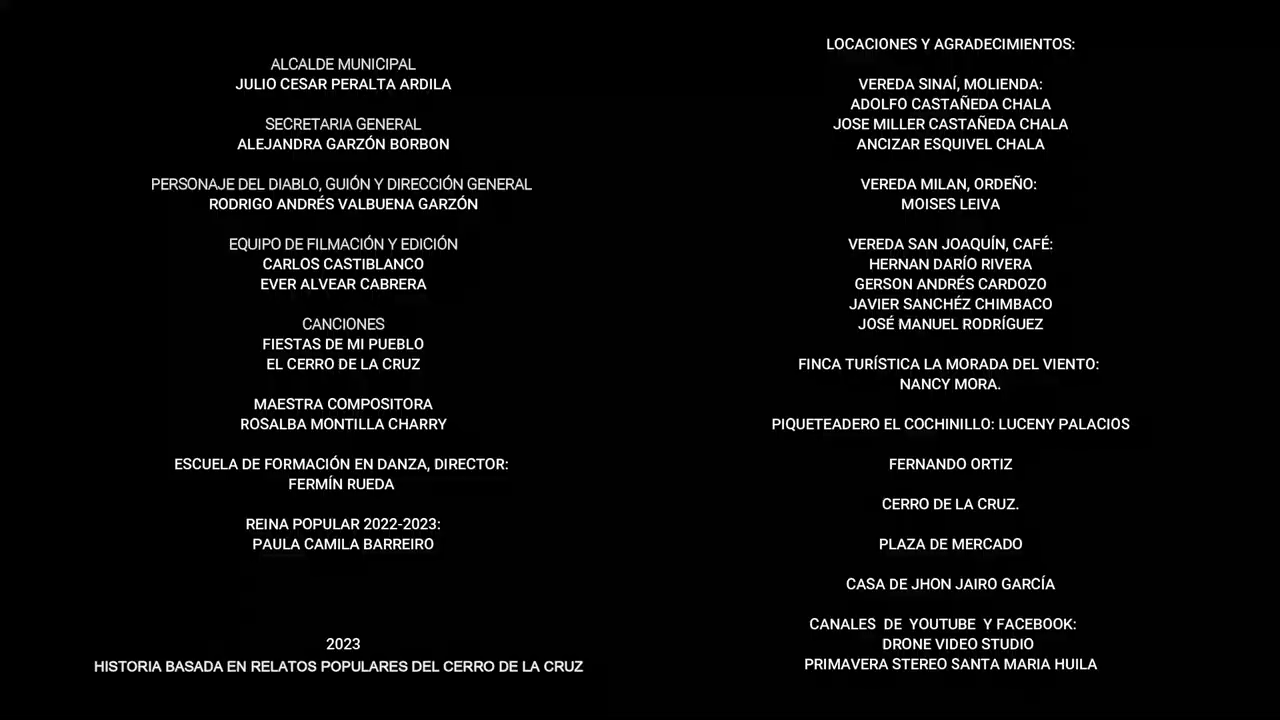 ALCALDE MUNICIPAL
JULIO CESAR PERALTA ARDILA
SECRETARIA GENERAL
ALEJANDRA GARZÓN BORBON
PERSONAJE DEL DIABLO, GUIÓN Y DIRECCIÓN GENERAL
RODRIGO ANDRÉS VALBUENA GARZÓN
EQUIPO DE FILMACIÓN Y EDICIÓN
CARLOS CASTIBLANCO
EVER ALVEAR CABRERA
CANCIONES
FIESTAS DE MI PUEBLO
EL CERRO DE LA CRUZ
MAESTRA COMPOSITORA
ROSALBA MONTILLA CHARRY
ESCUELA DE FORMACIÓN EN DANZA, DIRECTOR:
FERMÍN RUEDA
REINA POPULAR 2022-2023:
PAULA CAMILA BARREIRO
2023
HISTORIA BASADA EN RELATOS POPULARES DEL CERRO DE LA CRUZ
LOCACIONES Y AGRADECIMIENTOS:
VEREDA SINAÍ, MOLIENDA:
ADOLFO CASTAÑEDA CHALA
JOSE MILLER CASTAÑEDA CHALA
ANCIZAR ESQUIVEL CHALA
VEREDA MILAN, ORDEÑO:
MOISES LEIVA
VEREDA SAN JOAQUÍN, CAFÉ:
HERNAN DARÍO RIVERA
GERSON ANDRÉS CARDOZO
JAVIER SANCHÉZ CHIMBACO
JOSÉ MANUEL RODRÍGUEZ
FINCA TURÍSTICA LA MORADA DEL VIENTO:
NANCY MORA.
PIQUETEADERO EL COCHINILLO: LUCENY PALACIOS
FERNANDO ORTIZ
CERRO DE LA CRUZ.
PLAZA DE MERCADO
CASA DE JHON JAIRO GARCÍA
CANALES  DE  YOUTUBE  Y FACEBOOK:
DRONE VIDEO STUDIO
PRIMAVERA STEREO SANTA MARIA HUILA